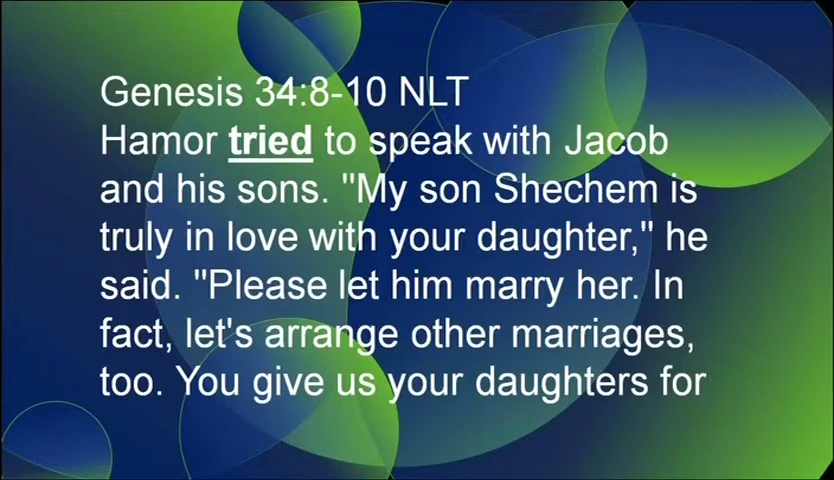 Genesis 34:8-10 NLT
Hamor tried to speak with Jacob
and his sons. "My son Shechem is
truly in love with your daughter," he
said. "Please let him marry her. In
fact, let's arrange other marriages,
too. You give us your daughters for